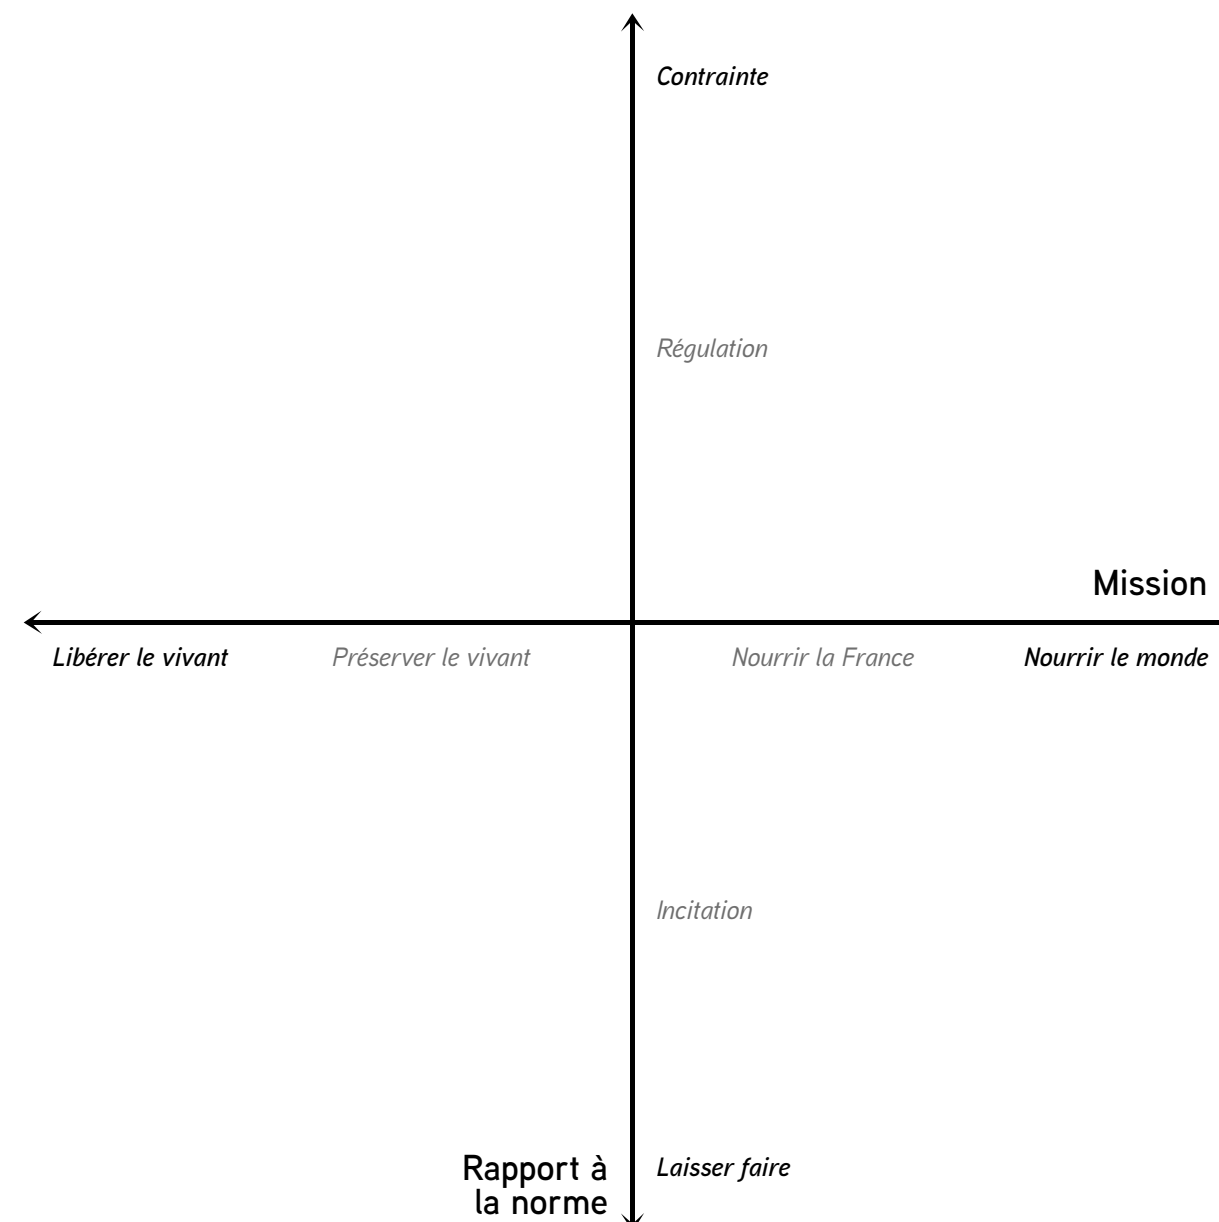 Contrainte
Régulation
Mission
Libérer le vivant
Préserver le vivant
Nourrir la France
Nourrir le monde
Incitation
Rapport à
la norme
Laisser faire